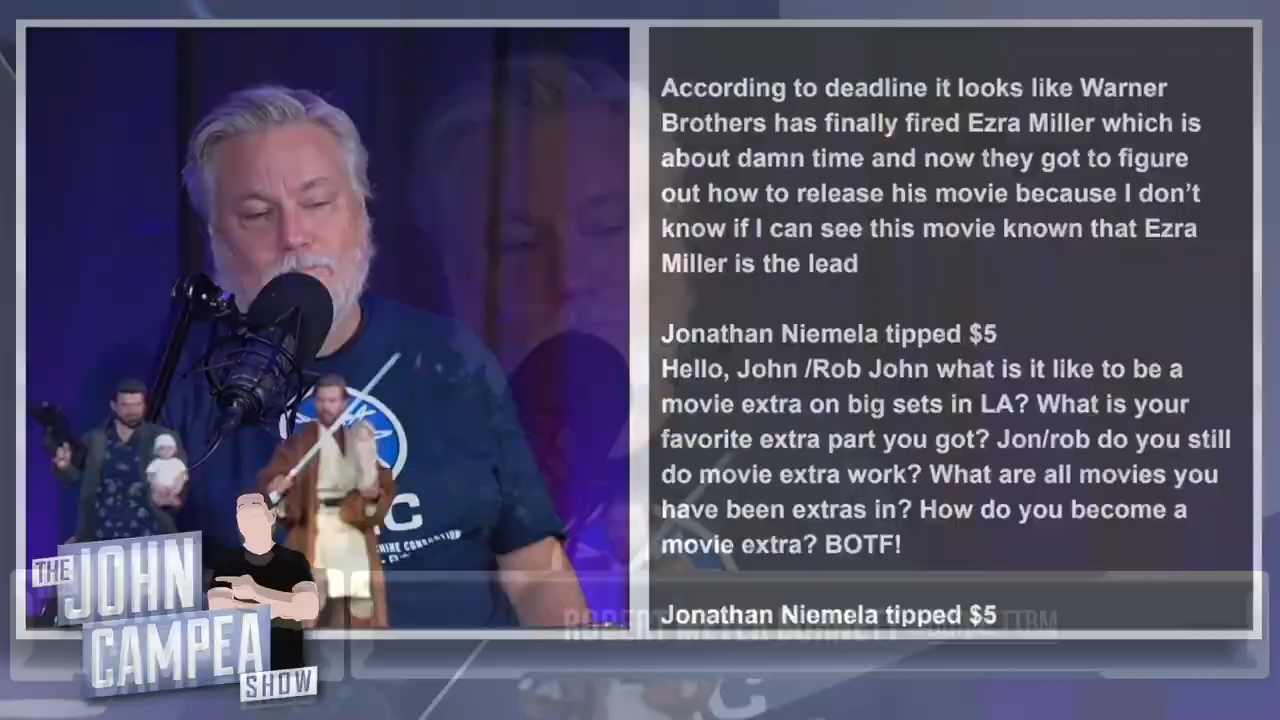 According to deadline it looks like Warner
Brothers has finally fired Ezra Miller which is
about damn time and now they got to figure
out how to release his movie because I don’t
know if I can see this movie known that Ezra
Miller is the lead
Jonathan Niemela tipped $5
Hello, John /Rob John what is it like to be a
movie extra on big sets in LA? What is your
favorite extra part you got? Jon/rob do you still
do movie extra work? What are all movies you
have been extras in? How do you become a
movie extra? BOTF!
Jonathan Niemela tipped $5
ROBERT MEYER BURNETT
THE
JOHN
CAMPEA
SHOW